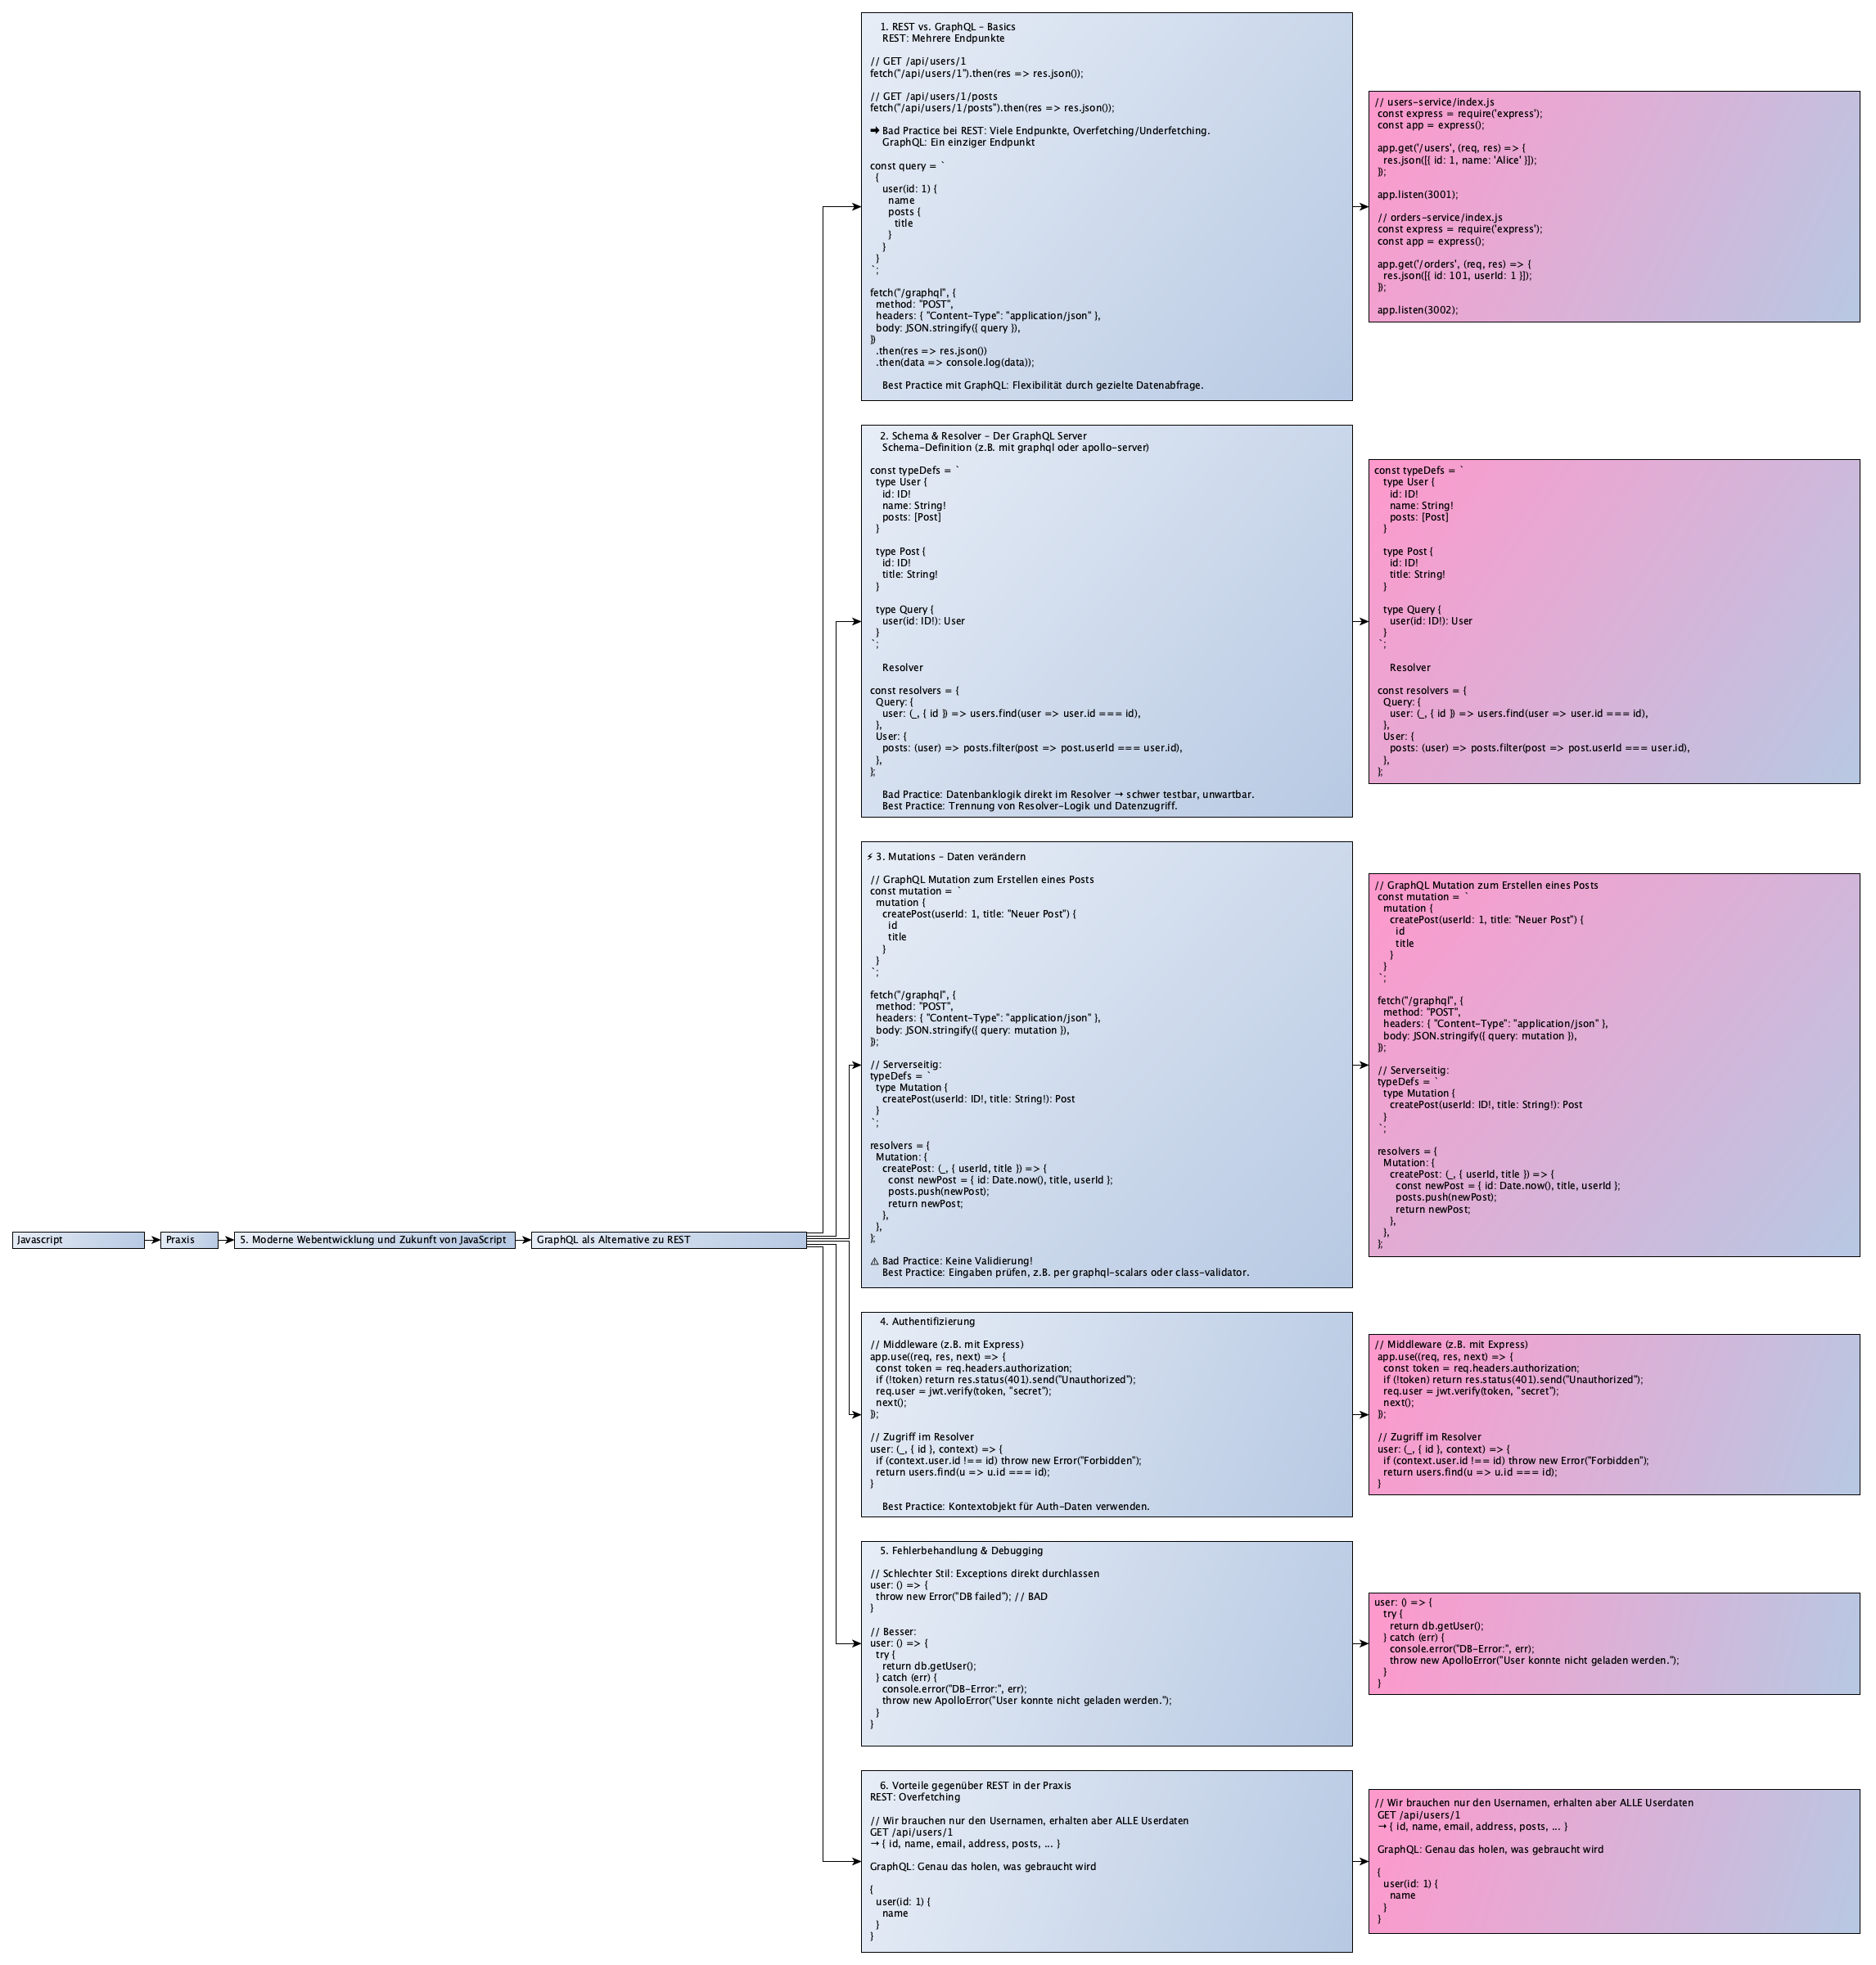 Javascript
Praxis
5. Moderne Webentwicklung und Zukunft von JavaScript
GraphQL als Alternative zu REST
1. REST vs. GraphQL – Basics
REST: Mehrere Endpunkte
// GET /api/users/1
fetch("/api/users/1").then(res => res.json());
// GET /api/users/1/posts
fetch("/api/users/1/posts").then(res => res.json());
➡ Bad Practice bei REST: Viele Endpunkte, Overfetching/Underfetching.
GraphQL: Ein einziger Endpunkt
const query = `
{
user(id: 1) {
name
posts {
title
}
}
}
`;
fetch("/graphql", {
method: "POST",
headers: { "Content-Type": "application/json" },
body: JSON.stringify({ query }),
})
.then(res => res.json())
.then(data => console.log(data));
Best Practice mit GraphQL: Flexibilität durch gezielte Datenabfrage.
// users-service/index.js
const express = require('express');
const app = express();
app.get('/users', (req, res) => {
res.json([{ id: 1, name: 'Alice' }]);
});
app.listen(3001);
// orders-service/index.js
const express = require('express');
const app = express();
app.get('/orders', (req, res) => {
res.json([{ id: 101, userId: 1 }]);
});
app.listen(3002);
2. Schema & Resolver – Der GraphQL Server
Schema-Definition (z.B. mit graphql oder apollo-server)
const typeDefs = `
type User {
id: ID!
name: String!
posts: [Post]
}
type Post {
id: ID!
title: String!
}
type Query {
user(id: ID!): User
}
`;
Resolver
const resolvers = {
Query: {
user: (_, { id }) => users.find(user => user.id === id),
},
User: {
posts: (user) => posts.filter(post => post.userId === user.id),
},
};
Bad Practice: Datenbanklogik direkt im Resolver → schwer testbar, unwartbar.
Best Practice: Trennung von Resolver-Logik und Datenzugriff.
const typeDefs = `
type User {
id: ID!
name: String!
posts: [Post]
}
type Post {
id: ID!
title: String!
}
type Query {
user(id: ID!): User
}
`;
Resolver
const resolvers = {
Query: {
user: (_, { id }) => users.find(user => user.id === id),
},
User: {
posts: (user) => posts.filter(post => post.userId === user.id),
},
};
⚡ 3. Mutations – Daten verändern
// GraphQL Mutation zum Erstellen eines Posts
const mutation = `
mutation {
createPost(userId: 1, title: "Neuer Post") {
id
title
}
}
`;
fetch("/graphql", {
method: "POST",
headers: { "Content-Type": "application/json" },
body: JSON.stringify({ query: mutation }),
});
// Serverseitig:
typeDefs = `
type Mutation {
createPost(userId: ID!, title: String!): Post
}
`;
resolvers = {
Mutation: {
createPost: (_, { userId, title }) => {
const newPost = { id: Date.now(), title, userId };
posts.push(newPost);
return newPost;
},
},
};
⚠ Bad Practice: Keine Validierung!
Best Practice: Eingaben prüfen, z.B. per graphql-scalars oder class-validator.
// GraphQL Mutation zum Erstellen eines Posts
const mutation = `
mutation {
createPost(userId: 1, title: "Neuer Post") {
id
title
}
}
`;
fetch("/graphql", {
method: "POST",
headers: { "Content-Type": "application/json" },
body: JSON.stringify({ query: mutation }),
});
// Serverseitig:
typeDefs = `
type Mutation {
createPost(userId: ID!, title: String!): Post
}
`;
resolvers = {
Mutation: {
createPost: (_, { userId, title }) => {
const newPost = { id: Date.now(), title, userId };
posts.push(newPost);
return newPost;
},
},
};
4. Authentifizierung
// Middleware (z.B. mit Express)
app.use((req, res, next) => {
const token = req.headers.authorization;
if (!token) return res.status(401).send("Unauthorized");
req.user = jwt.verify(token, "secret");
next();
});
// Zugriff im Resolver
user: (_, { id }, context) => {
if (context.user.id !== id) throw new Error("Forbidden");
return users.find(u => u.id === id);
}
Best Practice: Kontextobjekt für Auth-Daten verwenden.
// Middleware (z.B. mit Express)
app.use((req, res, next) => {
const token = req.headers.authorization;
if (!token) return res.status(401).send("Unauthorized");
req.user = jwt.verify(token, "secret");
next();
});
// Zugriff im Resolver
user: (_, { id }, context) => {
if (context.user.id !== id) throw new Error("Forbidden");
return users.find(u => u.id === id);
}
5. Fehlerbehandlung & Debugging
// Schlechter Stil: Exceptions direkt durchlassen
user: () => {
throw new Error("DB failed"); // BAD
}
// Besser:
user: () => {
try {
return db.getUser();
} catch (err) {
console.error("DB-Error:", err);
throw new ApolloError("User konnte nicht geladen werden.");
}
}
user: () => {
try {
return db.getUser();
} catch (err) {
console.error("DB-Error:", err);
throw new ApolloError("User konnte nicht geladen werden.");
}
}
6. Vorteile gegenüber REST in der Praxis
REST: Overfetching
// Wir brauchen nur den Usernamen, erhalten aber ALLE Userdaten
GET /api/users/1
→ { id, name, email, address, posts, ... }
GraphQL: Genau das holen, was gebraucht wird
{
user(id: 1) {
name
}
}
// Wir brauchen nur den Usernamen, erhalten aber ALLE Userdaten
GET /api/users/1
→ { id, name, email, address, posts, ... }
GraphQL: Genau das holen, was gebraucht wird
{
user(id: 1) {
name
}
}